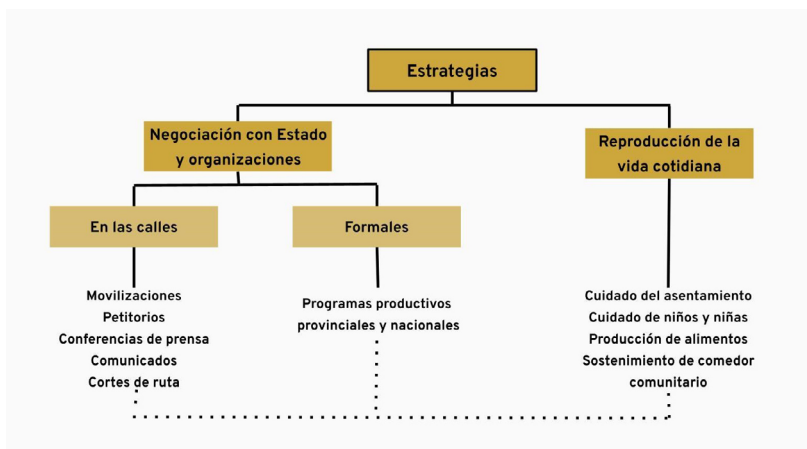 Estrategias
Negociación con Estado
y organizaciones
Reproducción de la
vida cotidiana
En las calles
Formales
Movilizaciones
Petitorios
Conferencias de prensa
Comunicados
Cortes de ruta
Programas productivos
provinciales y nacionales
Cuidado del asentamiento
Cuidado de niños y niñas
Producción de alimentos
Sostenimiento de comedor
comunitario